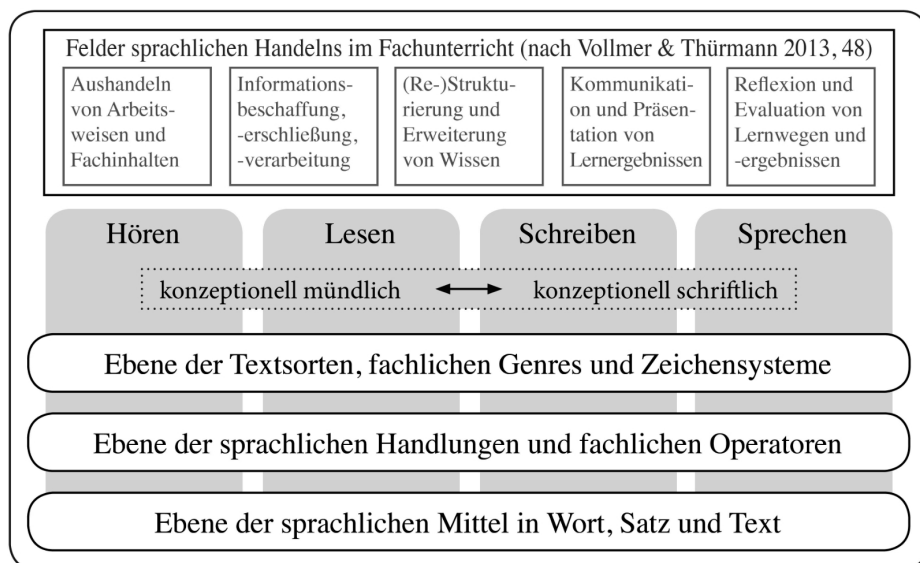 Felder sprachlichen Handelns im Fachunterricht (nach Vollmer & Thürmann 2013, 48)
Aushandeln
von Arbeits-
weisen und
Fachinhalten
Informations-
beschaffung,
-erschließung,
-verarbeitung
(Re-)Struktu-
rierung und
Erweiterung
von Wissen
Kommunikati-
on und Präsen-
tation von
Lernergebnissen
Reflexion und
Evaluation von
Lernwegen und
-ergebnissen
Hören
Lesen
Schreiben
Sprechen
konzeptionell mündlich
konzeptionell schriftlich
Ebene der Textsorten, fachlichen Genres und Zeichensysteme
Ebene der sprachlichen Handlungen und fachlichen Operatoren
Ebene der sprachlichen Mittel in Wort, Satz und Text